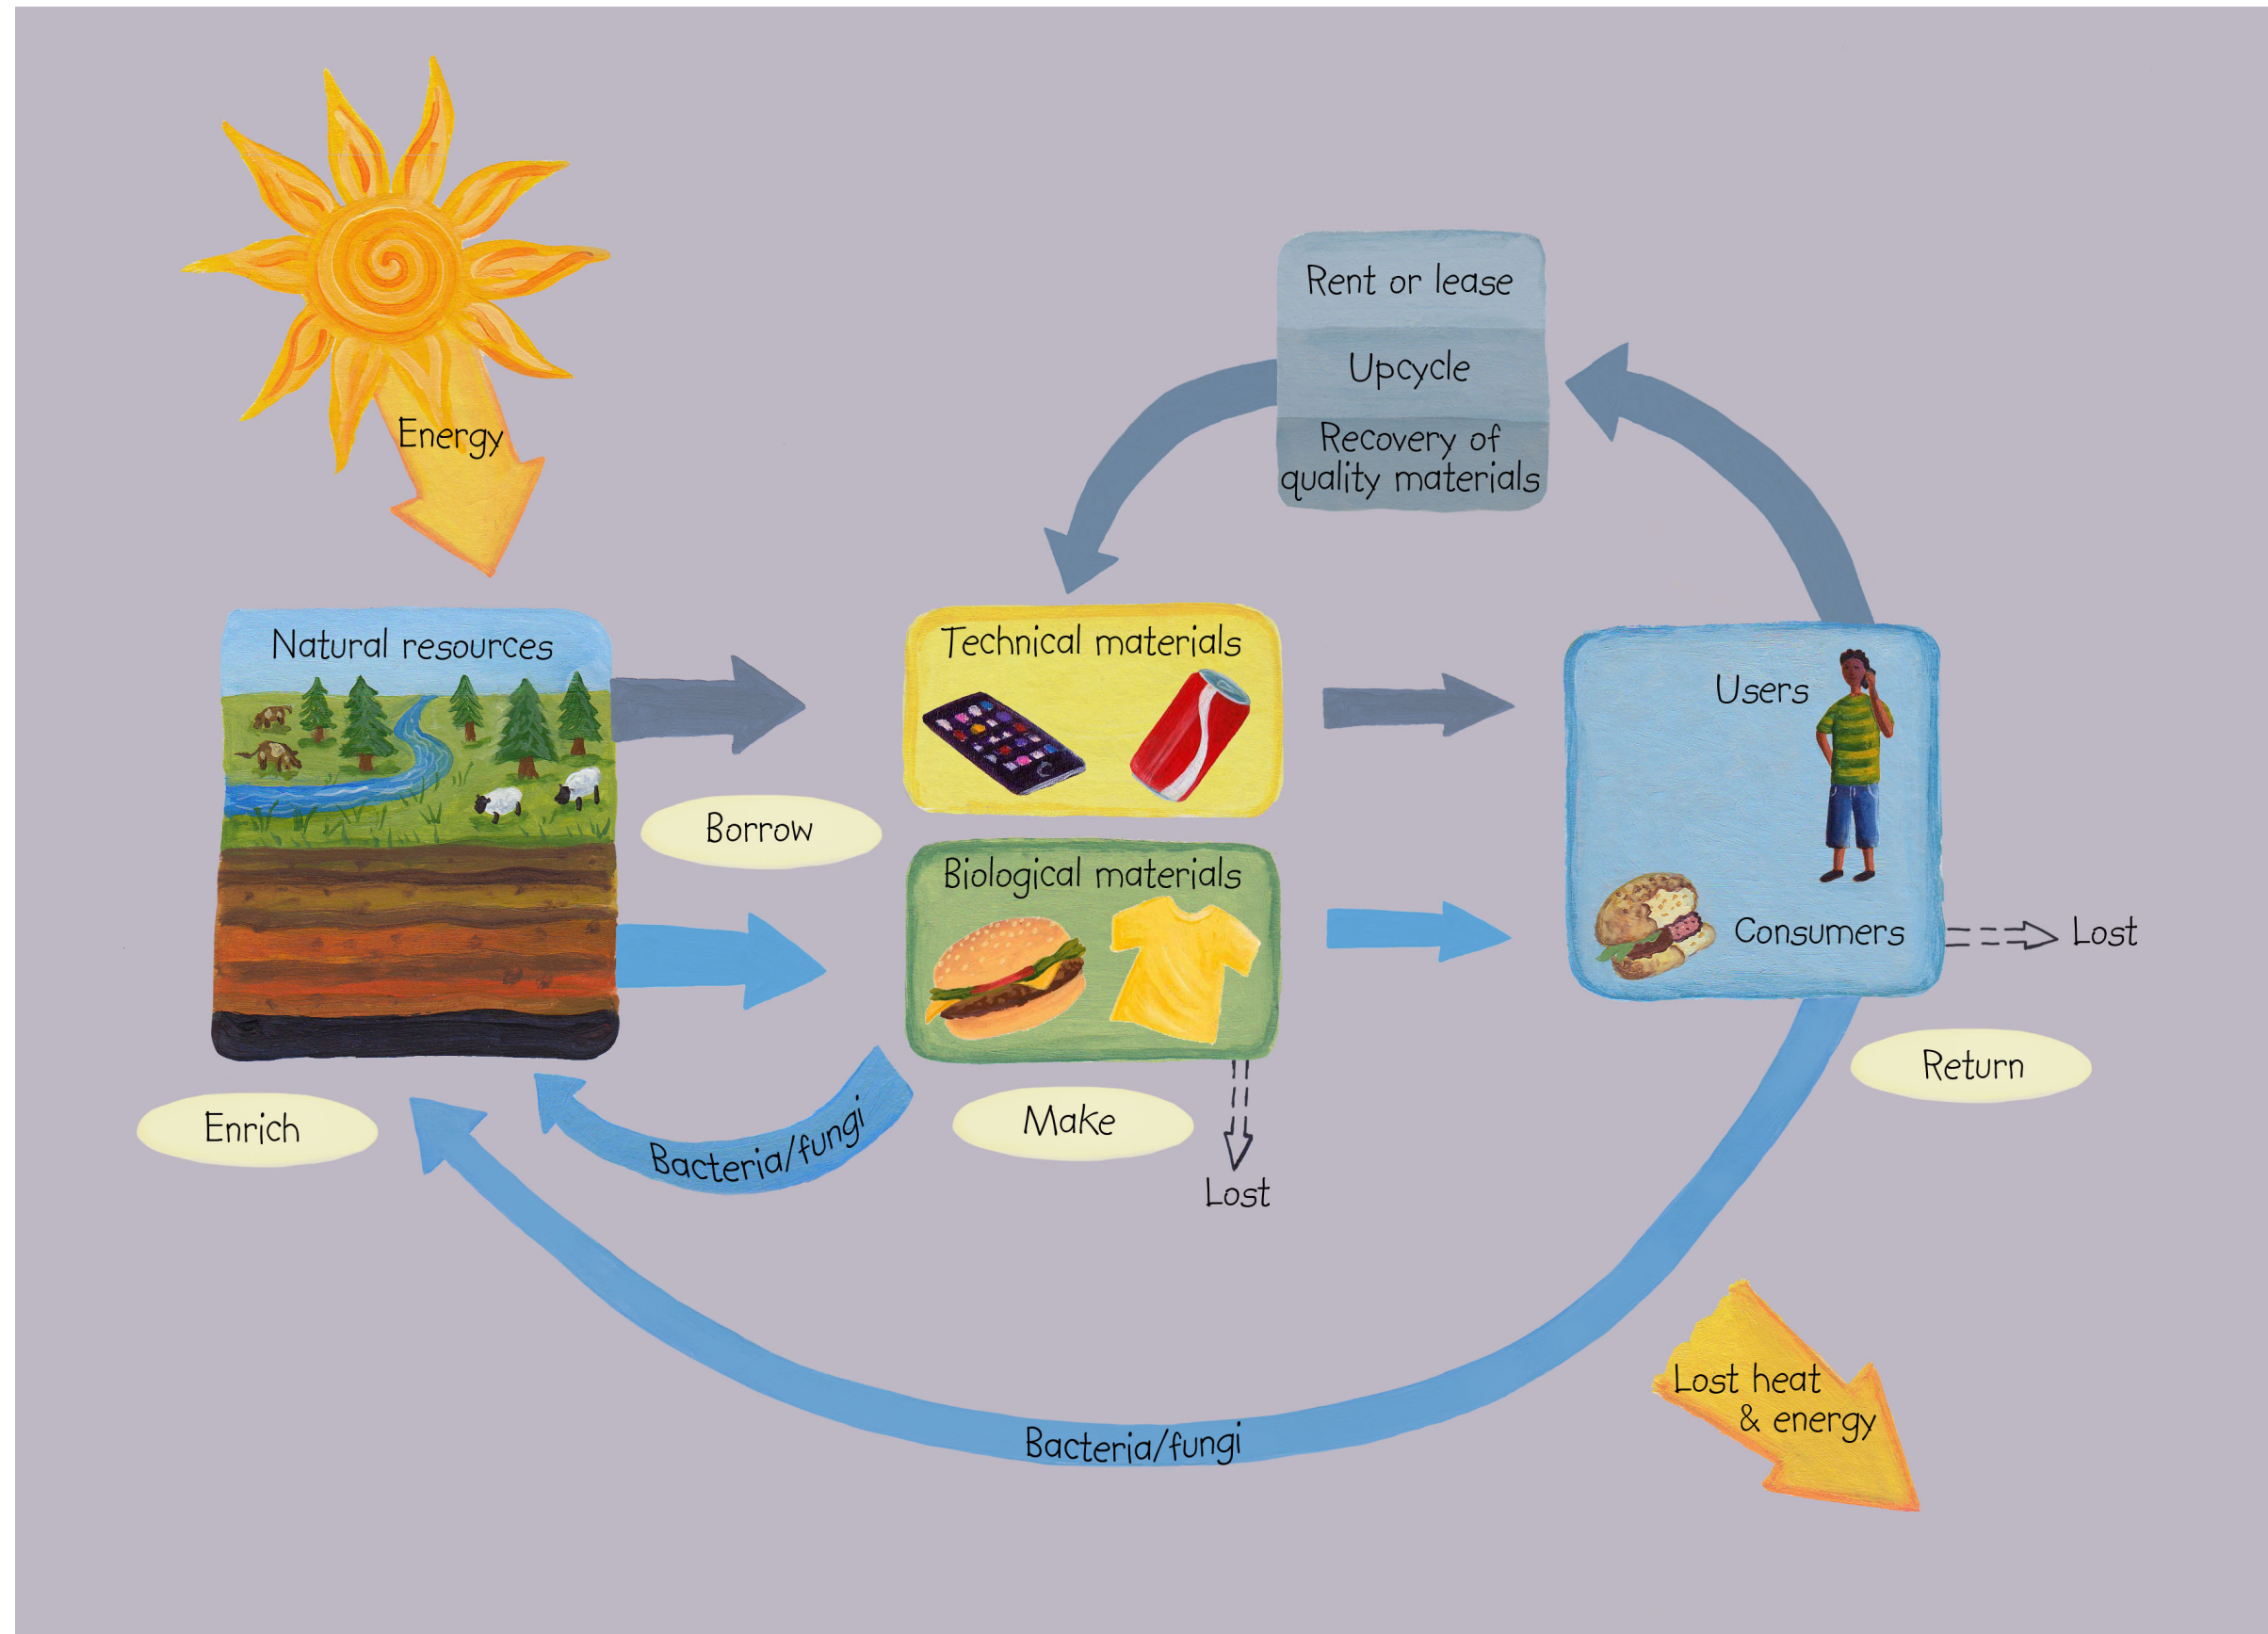 Energy
Rent or lease
Upcycle
Recovery of
quality materials
Natural resources
Technical materials
Users
Borrow
Biological materials
Consumers
Lost
Return
Enrich
Bacteria/fungi
Make
Lost
Lost heat
& energy
Bacteria/fungi